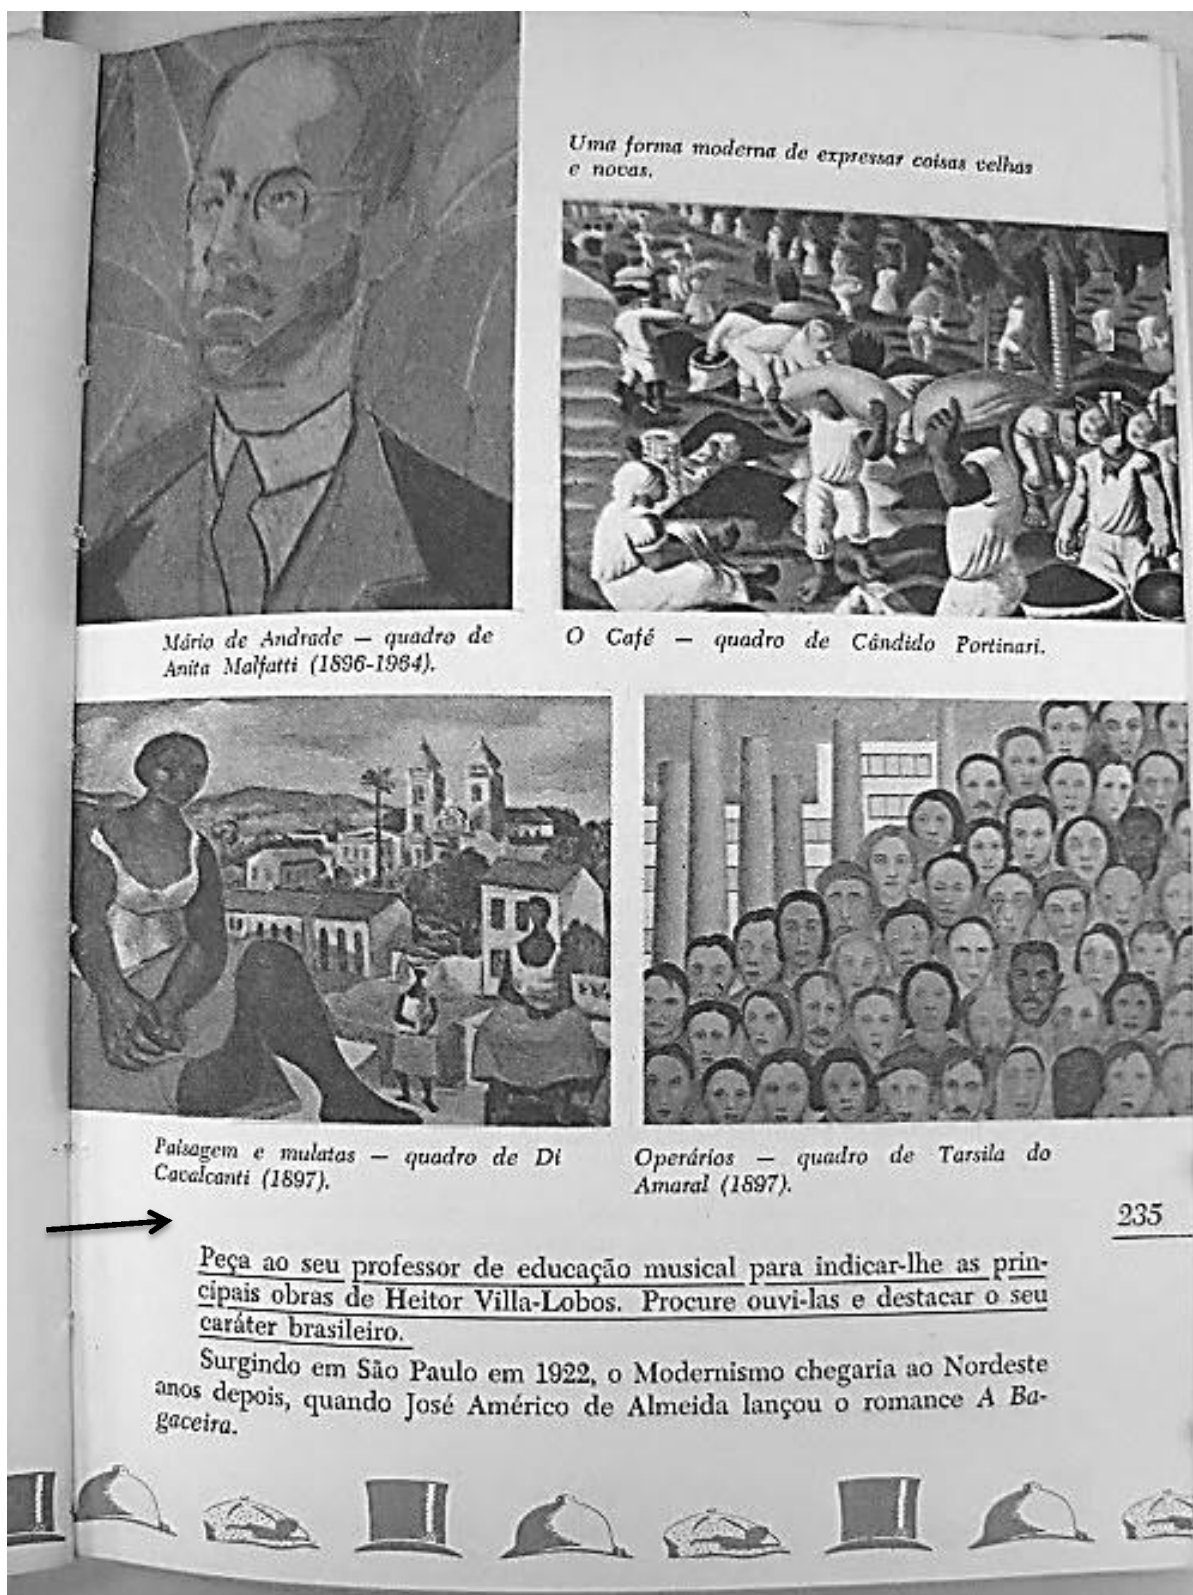 Uma forma moderna de expressar coisas velhas
e novas.
Mário de Andrade — quadro de
Anita Malfatti (1896-1964).
O Café — quadro de Cândido Portinari.
Paisagem e mulatas — quadro de Di
Cavalcanti (1897).
Operários — quadro de Tarsila do
Amaral (1897).
235
Peça ao seu professor de educação musical para indicar-lhe as prin-
cipais obras de Heitor Villa-Lobos. Procure ouvi-las e destacar o seu
caráter brasileiro.
Surgindo em São Paulo em 1922, o Modernismo chegaria ao Nordeste
anos depois, quando José Américo de Almeida lançou o romance A Ba-
gaceira.